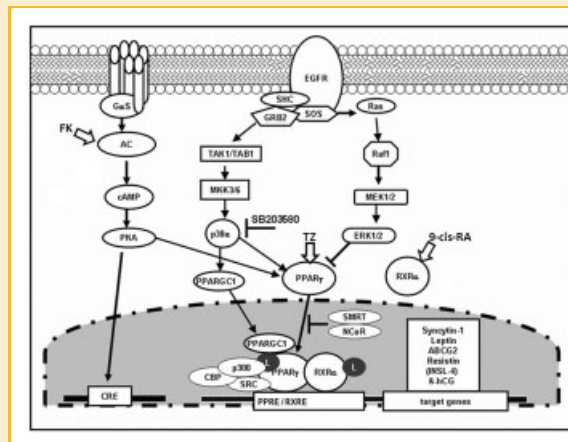 EGFR
SHC
GRB2
SOS
Ras
GαS
FK
AC
TAK1/TAB1
Raf1
MKK3/6
MEK1/2
cAMP
SB203580
PKA
p38α
TZ
ERK1/2
9-cis-RA
PPARGC1
PPARγ
RXRα
SMRT
NCoR
PPARGC1
L
p300
CBP
SRC
PPARγ
RXRα
L
Syncytin-1
Leptin
ABCG2
Resistin
(INSL-4)
&hCG
CRE
PPRE / RXRE
target genes